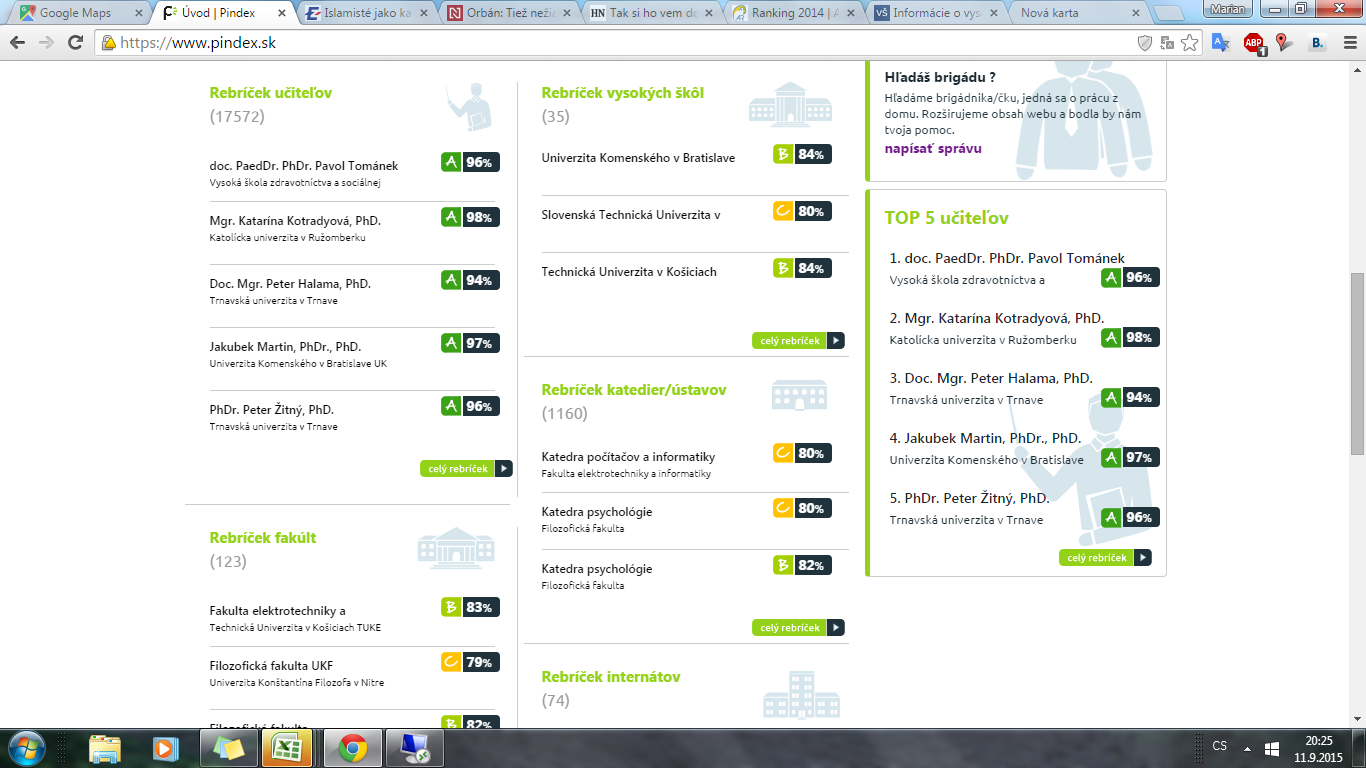 Google Maps
Úvod | Pindex
Islamisté jako ka
Orbán: Tiež nežia
Tak si ho vem do
Ranking 2014 | A
Informácie o vyso
Nová karta
Marian
https://www.pindex.sk
Rebríček učiteľov
(17572)
doc. PaedDr. PhDr. Pavol Tománek
A 96%
Vysoká škola zdravotníctva a sociálnej
Mgr. Katarína Kotradyová, PhD.
A 98%
Katolícka univerzita v Ružomberku
Doc. Mgr. Peter Halama, PhD.
A 94%
Trnavská univerzita v Trnave
Jakubek Martin, PhDr., PhD.
A 97%
Univerzita Komenského v Bratislave UK
PhDr. Peter Žitný, PhD.
A 96%
Trnavská univerzita v Trnave
celý rebríček
Rebríček fakúlt
(123)
Fakulta elektrotechniky a
B 83%
Technická Univerzita v Košiciach TUKE
Filozofická fakulta UKF
C 79%
Univerzita Konštantína Filozofa v Nitre
Filozofická fakulta
B 82%
Rebríček vysokých škôl
(35)
Univerzita Komenského v Bratislave
B 84%
Slovenská Technická Univerzita v
C 80%
Technická Univerzita v Košiciach
B 84%
celý rebríček
Rebríček katedier/ústavov
(1160)
Katedra počítačov a informatiky
C 80%
Fakulta elektrotechniky a informatiky
Katedra psychológie
C 80%
Filozofická fakulta
Katedra psychológie
B 82%
Filozofická fakulta
celý rebríček
Rebríček internátov
(74)
Hľadáš brigádu ?
Hľadáme brigádnika/čku, jedná sa o prácu z
domu. Rozširujeme obsah webu a bodla by nám
tvoja pomoc.
napísať správu
TOP 5 učiteľov
1. doc. PaedDr. PhDr. Pavol Tománek
Vysoká škola zdravotníctva a
A 96%
2. Mgr. Katarína Kotradyová, PhD.
Katolícka univerzita v Ružomberku
A 98%
3. Doc. Mgr. Peter Halama, PhD.
Trnavská univerzita v Trnave
A 94%
4. Jakubek Martin, PhDr., PhD.
Univerzita Komenského v Bratislave
A 97%
5. PhDr. Peter Žitný, PhD.
Trnavská univerzita v Trnave
A 96%
celý rebríček
CS
20:25
11.9.2015